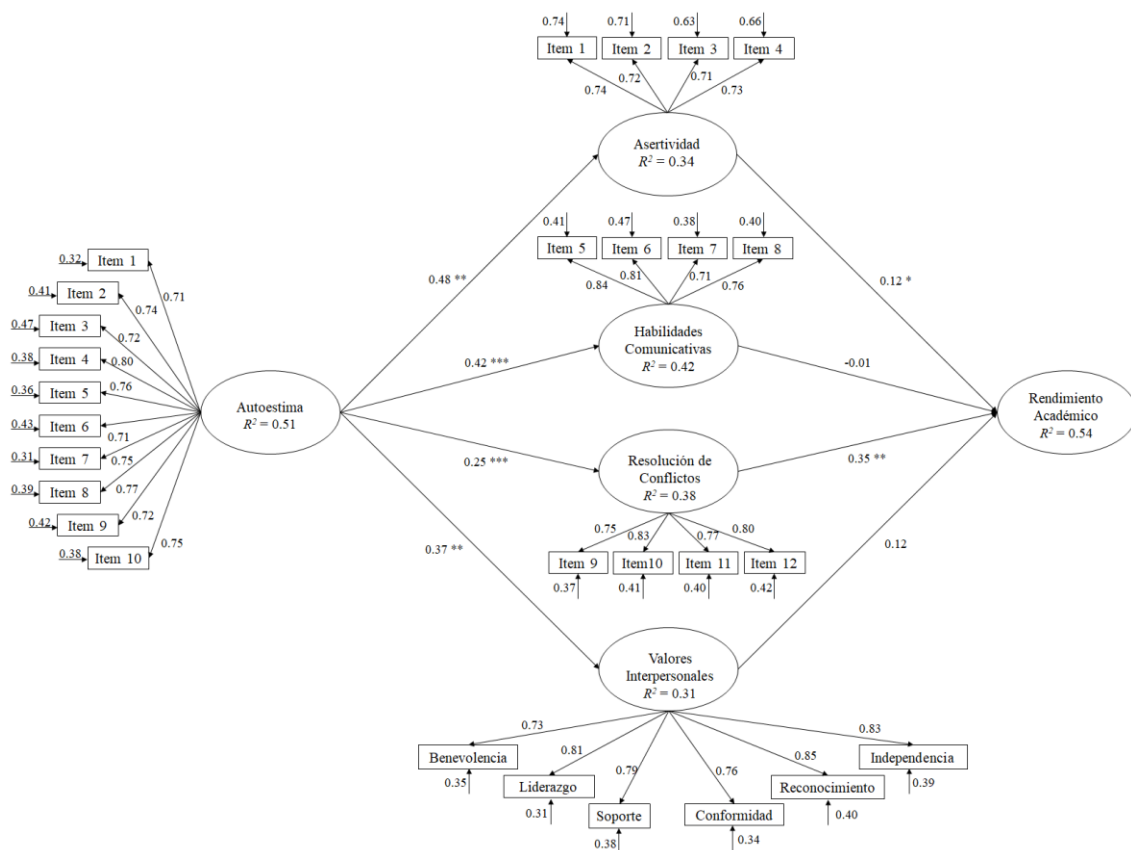 0.74 0.71 0.63 0.66
Item 1 Item 2 Item 3 Item 4
0.74 0.72 0.71 0.73
Asertividad
R² = 0.34
0.41 0.47 0.38 0.40
Item 5 Item 6 Item 7 Item 8
0.84 0.81 0.71 0.76
Habilidades
Comunicativas
R² = 0.42
0.32 Item 1 0.71
0.41 Item 2 0.74
0.47 Item 3 0.72
0.38 Item 4 0.80
0.36 Item 5 0.76
0.43 Item 6 0.71
0.31 Item 7 0.75
0.39 Item 8 0.77
0.42 Item 9 0.72
0.38 Item 10 0.75
Autoestima
R² = 0.51
0.48 **
0.42 ***
0.25 ***
0.37 **
Resolución de
Conflictos
R² = 0.38
0.75 0.83 0.77 0.80
Item 9 Item10 Item 11 Item 12
0.37 0.41 0.40 0.42
0.12 *
-0.01
0.35 **
0.12
Rendimiento
Académico
R² = 0.54
Valores
Interpersonales
R² = 0.31
0.73 0.81 0.79 0.76 0.85 0.83
Benevolencia Liderazgo Soporte Conformidad Reconocimiento Independencia
0.35 0.31 0.38 0.34 0.40 0.39